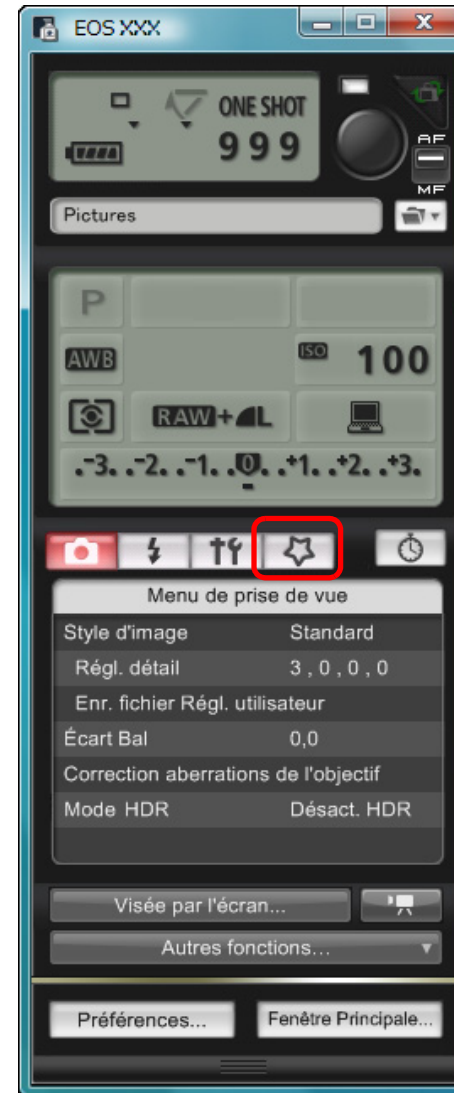 EOS XXX
ONE SHOT
999
AF
MF
Pictures
P
AWB
ISO 100
RAW+L
.-3. .-2. .-1. .0. .+1. .+2. .+3.
Menu de prise de vue
Style d'image Standard
Régl. détail 3 , 0 , 0 , 0
Enr. fichier Régl. utilisateur
Écart Bal 0,0
Correction aberrations de l'objectif
Mode HDR Désact. HDR
Visée par l'écran...
Autres fonctions...
Préférences... Fenêtre Principale...